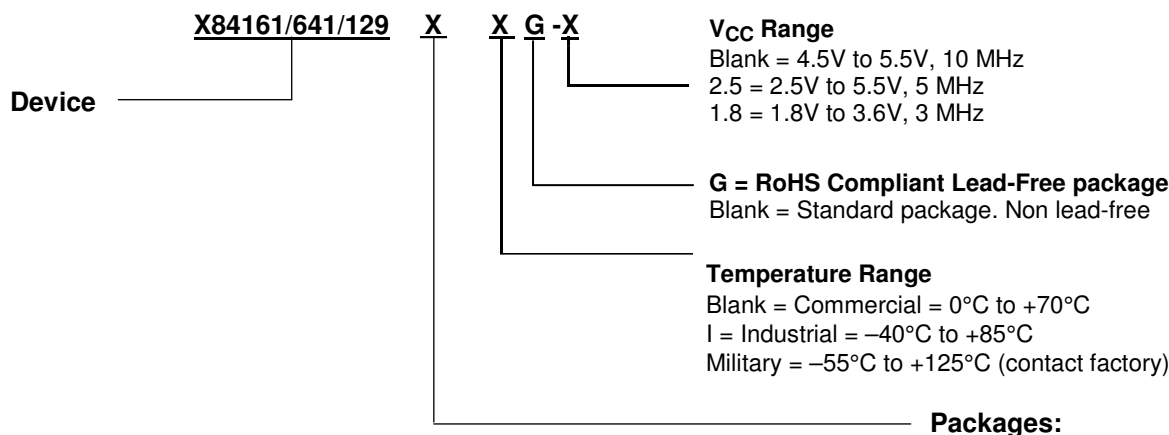 X84161/641/129 X X G -X
Device
VCC Range
Blank = 4.5V to 5.5V, 10 MHz
2.5 = 2.5V to 5.5V, 5 MHz
1.8 = 1.8V to 3.6V, 3 MHz
G = RoHS Compliant Lead-Free package
Blank = Standard package. Non lead-free
Temperature Range
Blank = Commercial = 0°C to +70°C
I = Industrial = –40°C to +85°C
Military = –55°C to +125°C (contact factory)
Packages: